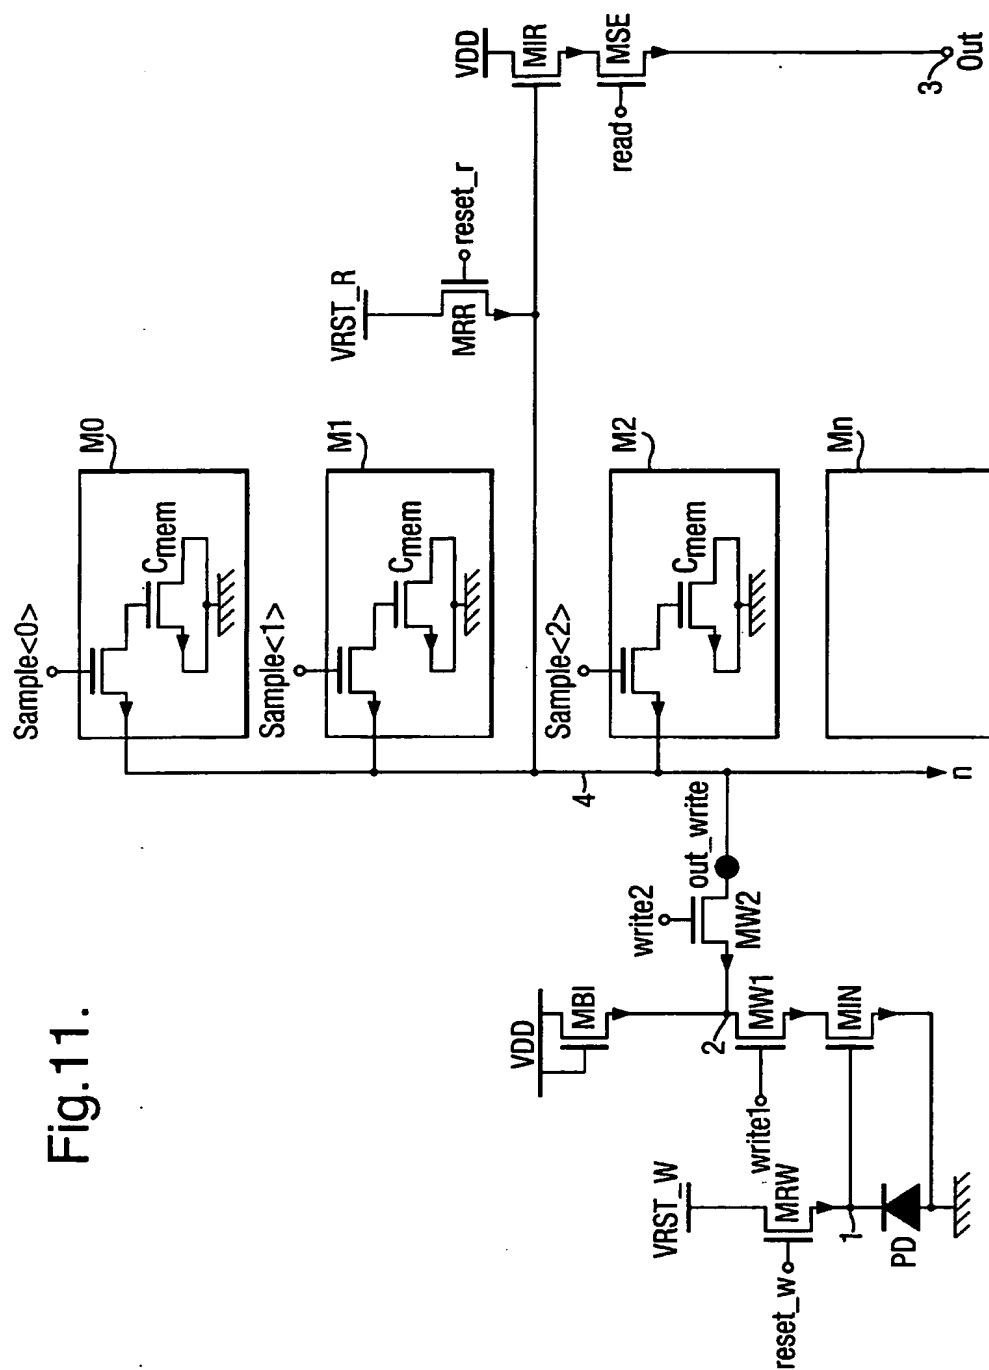 Fig.11.
Sample<0>
M0
Cmem
Sample<1>
M1
Cmem
VRST_R
MRR
reset_r
VDD
MIR
MSE
read
3
Out
Sample<2>
M2
Cmem
Mn
4
n
write2
out_write
MW2
VDD
MBI
2
MW1
write1
MIN
VRST_W
MRW
reset_w
1
PD